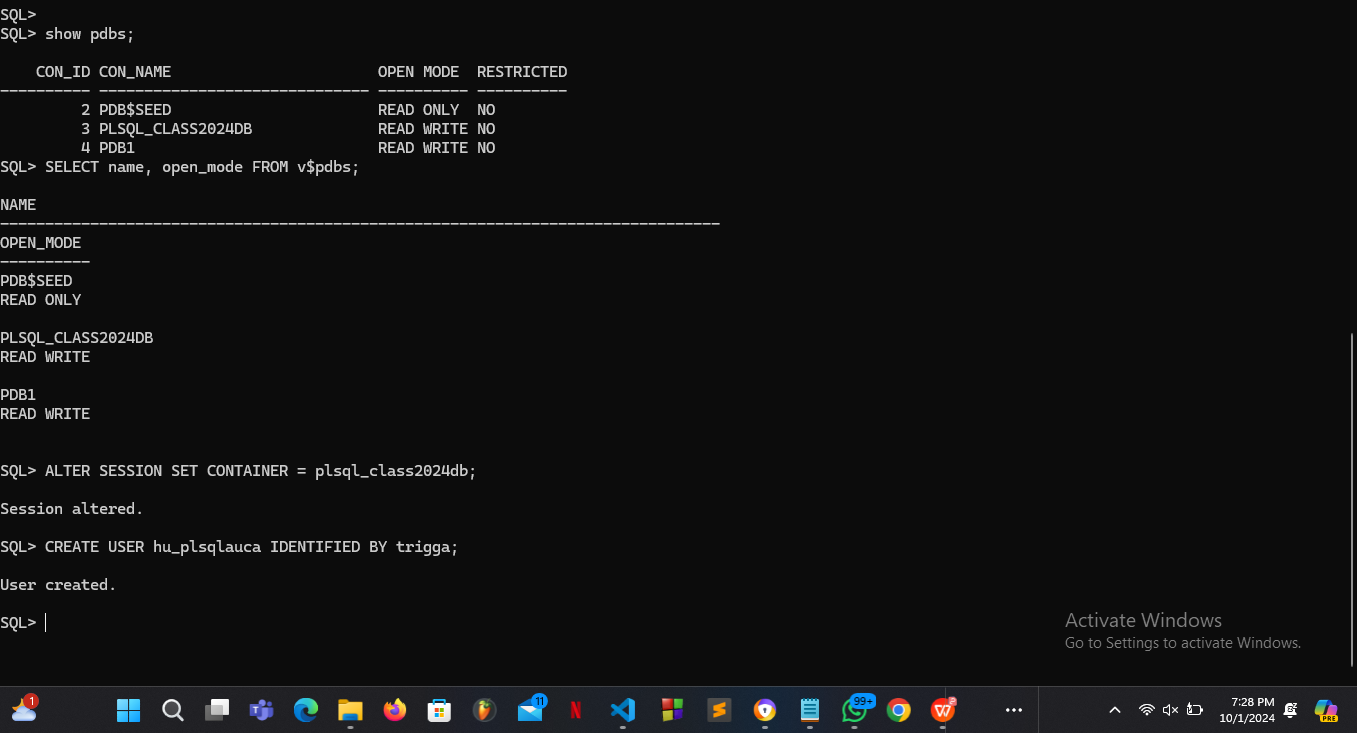 SQL>
SQL> show pdbs;
    CON_ID CON_NAME                       OPEN MODE  RESTRICTED
---------- ------------------------------ ---------- ----------
         2 PDB$SEED                       READ ONLY  NO
         3 PLSQL_CLASS2024DB              READ WRITE NO
         4 PDB1                           READ WRITE NO
SQL> SELECT name, open_mode FROM v$pdbs;
NAME
--------------------------------------------------------------------------------
OPEN_MODE
----------
PDB$SEED
READ ONLY
PLSQL_CLASS2024DB
READ WRITE
PDB1
READ WRITE
SQL> ALTER SESSION SET CONTAINER = plsql_class2024db;
Session altered.
SQL> CREATE USER hu_plsqlauca IDENTIFIED BY trigga;
User created.
SQL>
Activate Windows
Go to Settings to activate Windows.
1
11
N
99+
W
7:28 PM
10/1/2024
PRE